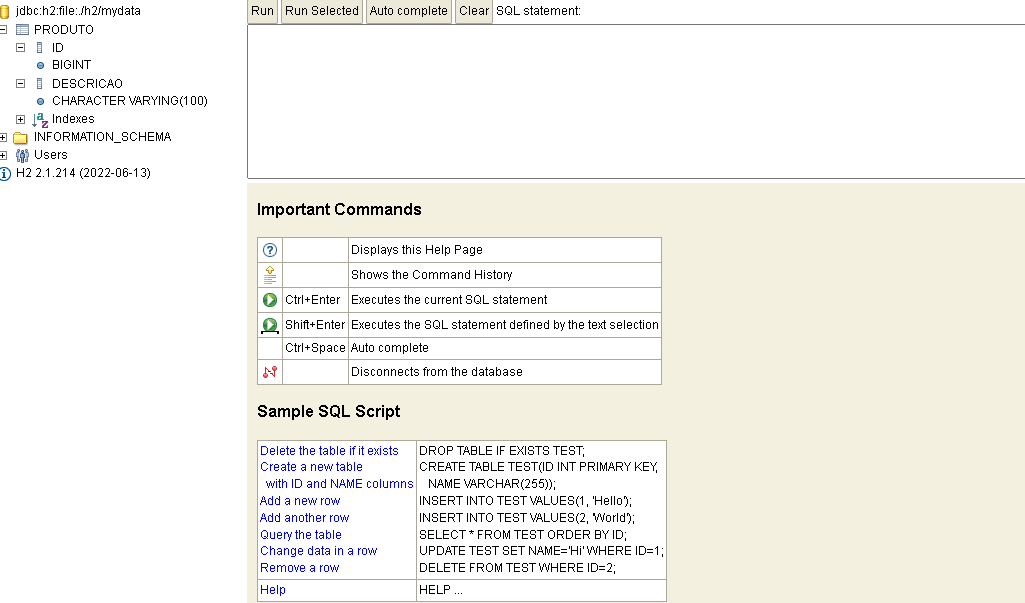 jdbc:h2:file:./h2/mydata
PRODUTO
ID
BIGINT
DESCRICAO
CHARACTER VARYING(100)
Indexes
INFORMATION_SCHEMA
Users
H2 2.1.214 (2022-06-13)
Run Run Selected Auto complete Clear SQL statement:
Important Commands
Displays this Help Page
Shows the Command History
Ctrl+Enter Executes the current SQL statement
Shift+Enter Executes the SQL statement defined by the text selection
Ctrl+Space Auto complete
Disconnects from the database
Sample SQL Script
Delete the table if it exists DROP TABLE IF EXISTS TEST;
Create a new table CREATE TABLE TEST(ID INT PRIMARY KEY,
with ID and NAME columns NAME VARCHAR(255));
Add a new row INSERT INTO TEST VALUES(1, 'Hello');
Add another row INSERT INTO TEST VALUES(2, 'World');
Query the table SELECT * FROM TEST ORDER BY ID;
Change data in a row UPDATE TEST SET NAME='Hi' WHERE ID=1;
Remove a row DELETE FROM TEST WHERE ID=2;
Help HELP ...